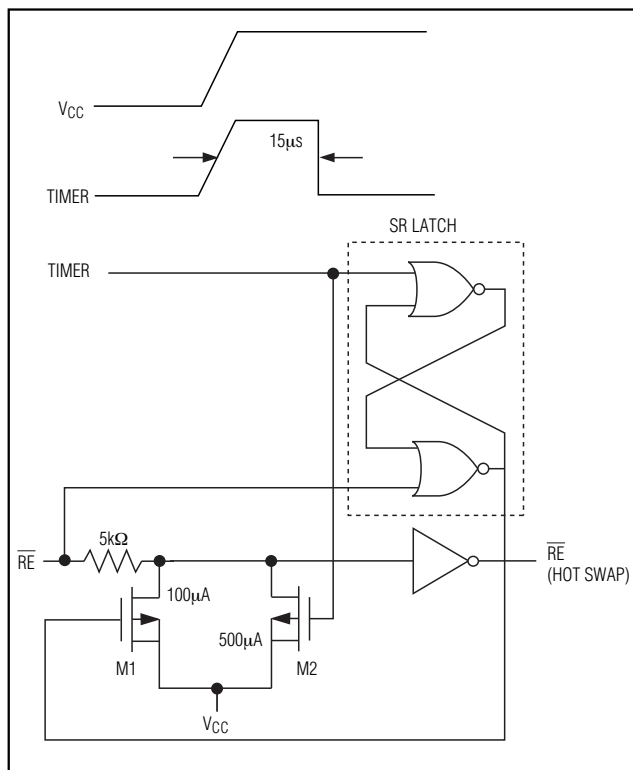 VCC
15µs
TIMER
SR LATCH
TIMER
5kΩ
RE
RE
(HOT SWAP)
100µA
500µA
M1
M2
VCC